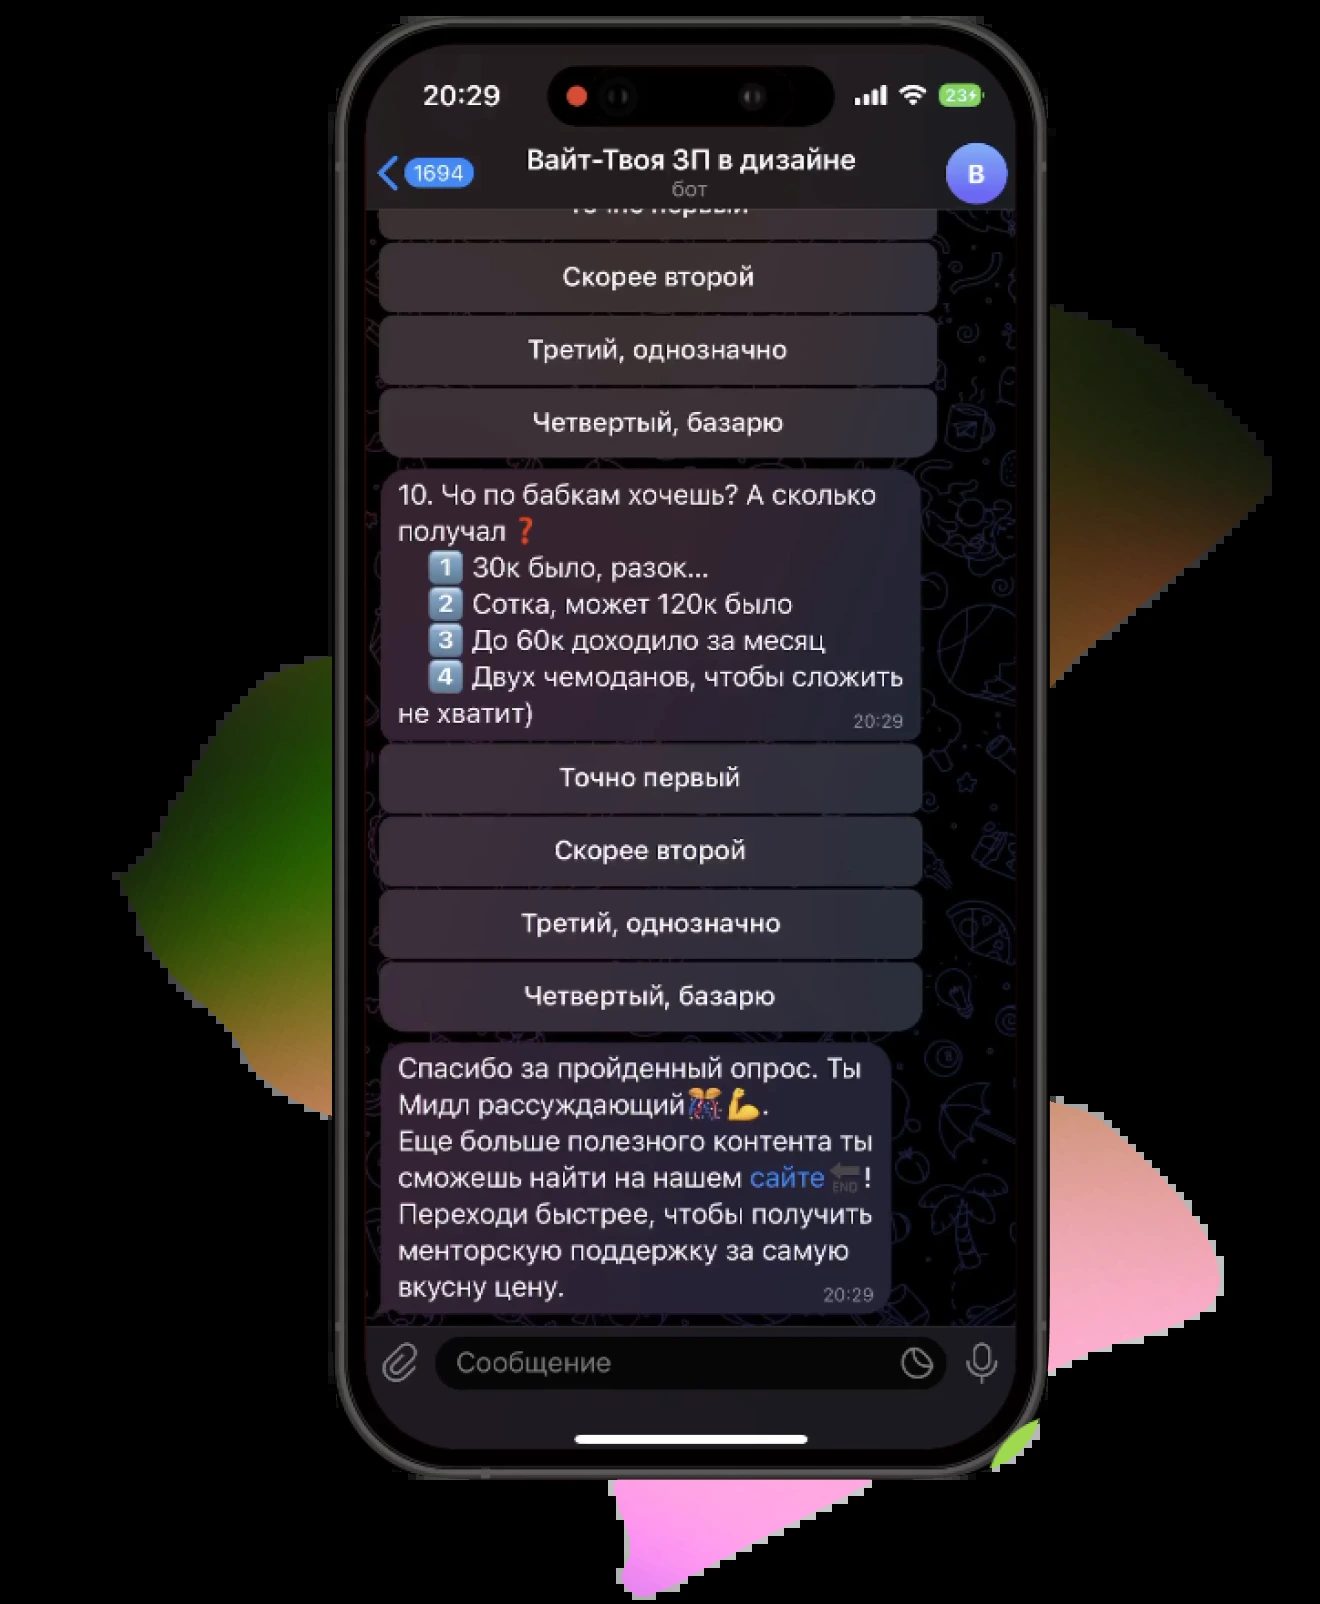 20:29
23
1694
Вайт-Твоя ЗП в дизайне
бот
В
Точно первый
Скорее второй
Третий, однозначно
Четвертый, базарю
10. Чо по бабкам хочешь? А сколько
получал ❓
1 30к было, разок...
2 Сотка, может 120к было
3 До 60к доходило за месяц
4 Двух чемоданов, чтобы сложить
не хватит)
20:29
Точно первый
Скорее второй
Третий, однозначно
Четвертый, базарю
Спасибо за пройденный опрос. Ты
Мидл рассуждающий🎊💪.
Еще больше полезного контента ты
сможешь найти на нашем сайте🔚!
Переходи быстрее, чтобы получить
менторскую поддержку за самую
вкусну цену.
20:29
Сообщение